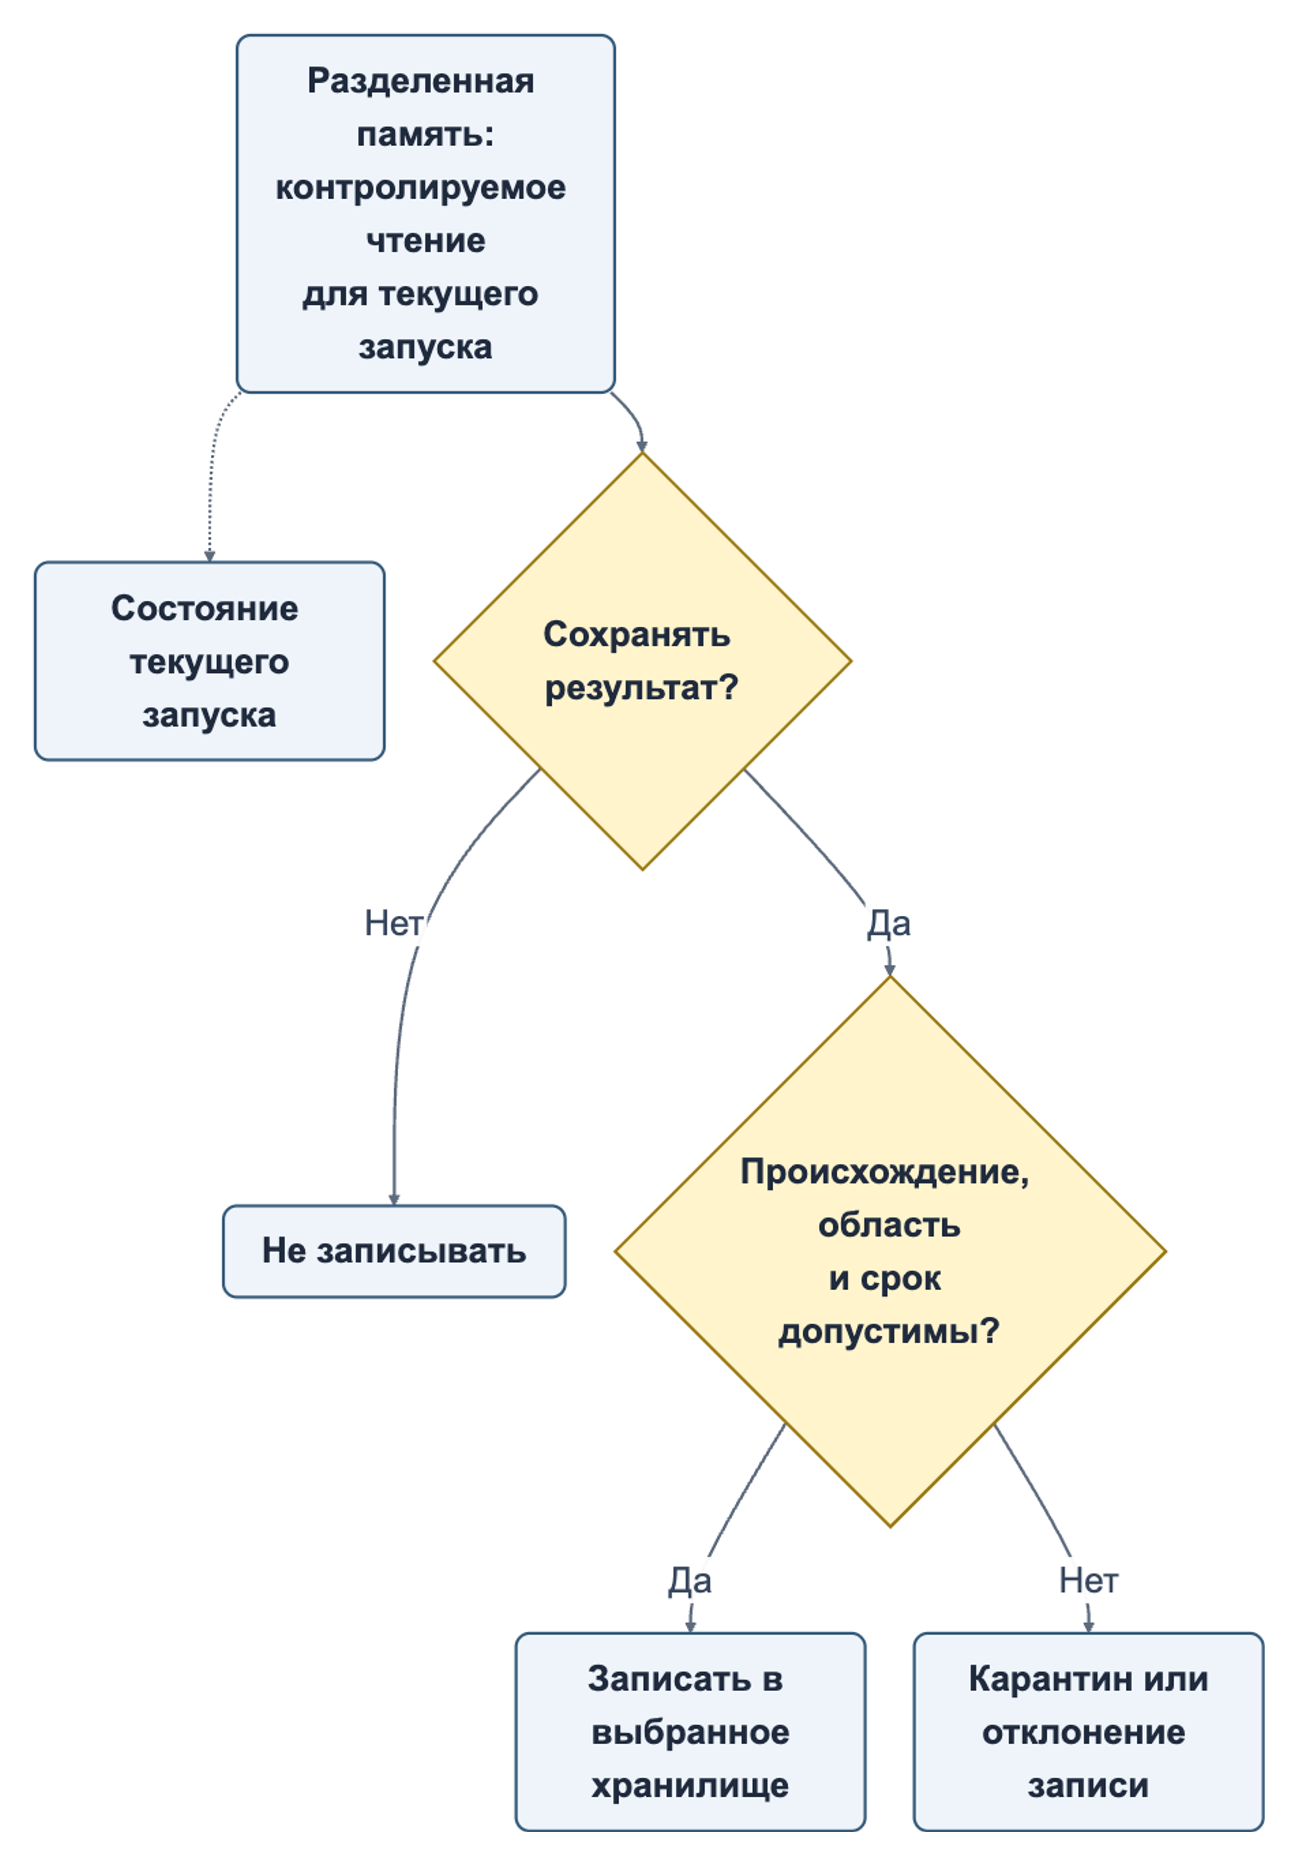 Разделенная
память:
контролируемое
чтение
для текущего
запуска
Состояние
текущего
запуска
Сохранять
результат?
Нет
Да
Происхождение,
область
и срок
допустимы?
Не записывать
Да
Нет
Записать в
выбранное
хранилище
Карантин или
отклонение
записи